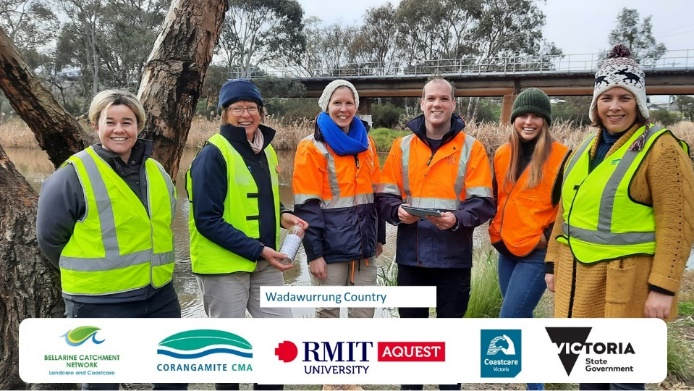 Wadawurrung Country
BELLARINE CATCHMENT
NETWORK
Landcare and Coastcare
CORANGAMITE CMA
RMIT
UNIVERSITY
AQUEST
Coastcare
Victoria
VICTORIA
State
Government